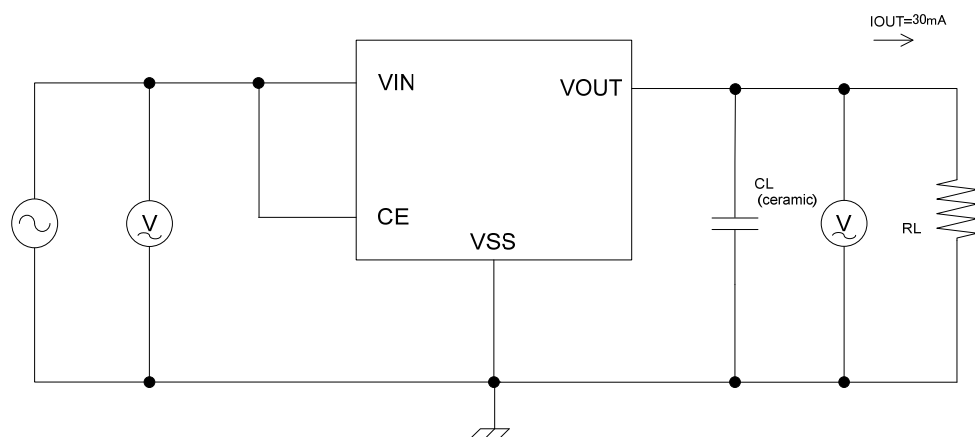 IOUT=30mA
VIN
VOUT
V
CE
VSS
CL
(ceramic)
V
RL